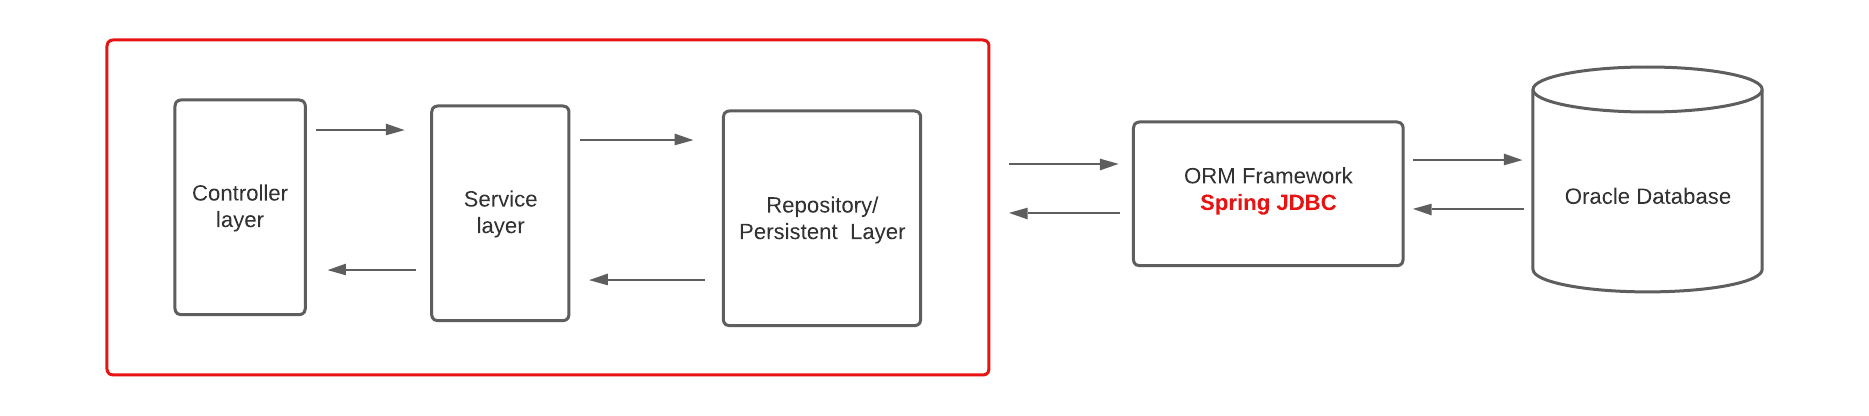 Controller
layer
Service
layer
Repository/
Persistent  Layer
ORM Framework
Spring JDBC
Oracle Database